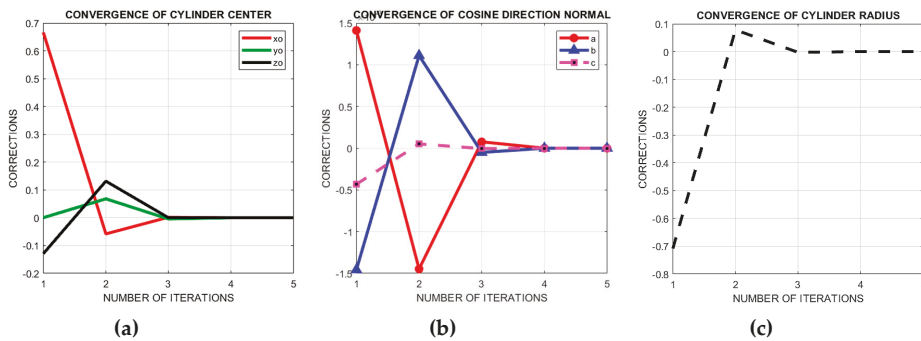 CONVERGENCE OF CYLINDER CENTER
0.7
0.6
0.5
0.4
0.3
0.2
0.1
0
-0.1
-0.2
CORRECTIONS
xo
yo
zo
1 2 3 4 5
NUMBER OF ITERATIONS
(a)
CONVERGENCE OF COSINE DIRECTION NORMAL
1.5
1
0.5
0
-0.5
-1
-1.5
CORRECTIONS
a
b
c
1 2 3 4 5
NUMBER OF ITERATIONS
(b)
CONVERGENCE OF CYLINDER RADIUS
0.1
0
-0.1
-0.2
-0.3
-0.4
-0.5
-0.6
-0.7
-0.8
CORRECTIONS
1 2 3 4
NUMBER OF ITERATIONS
(c)